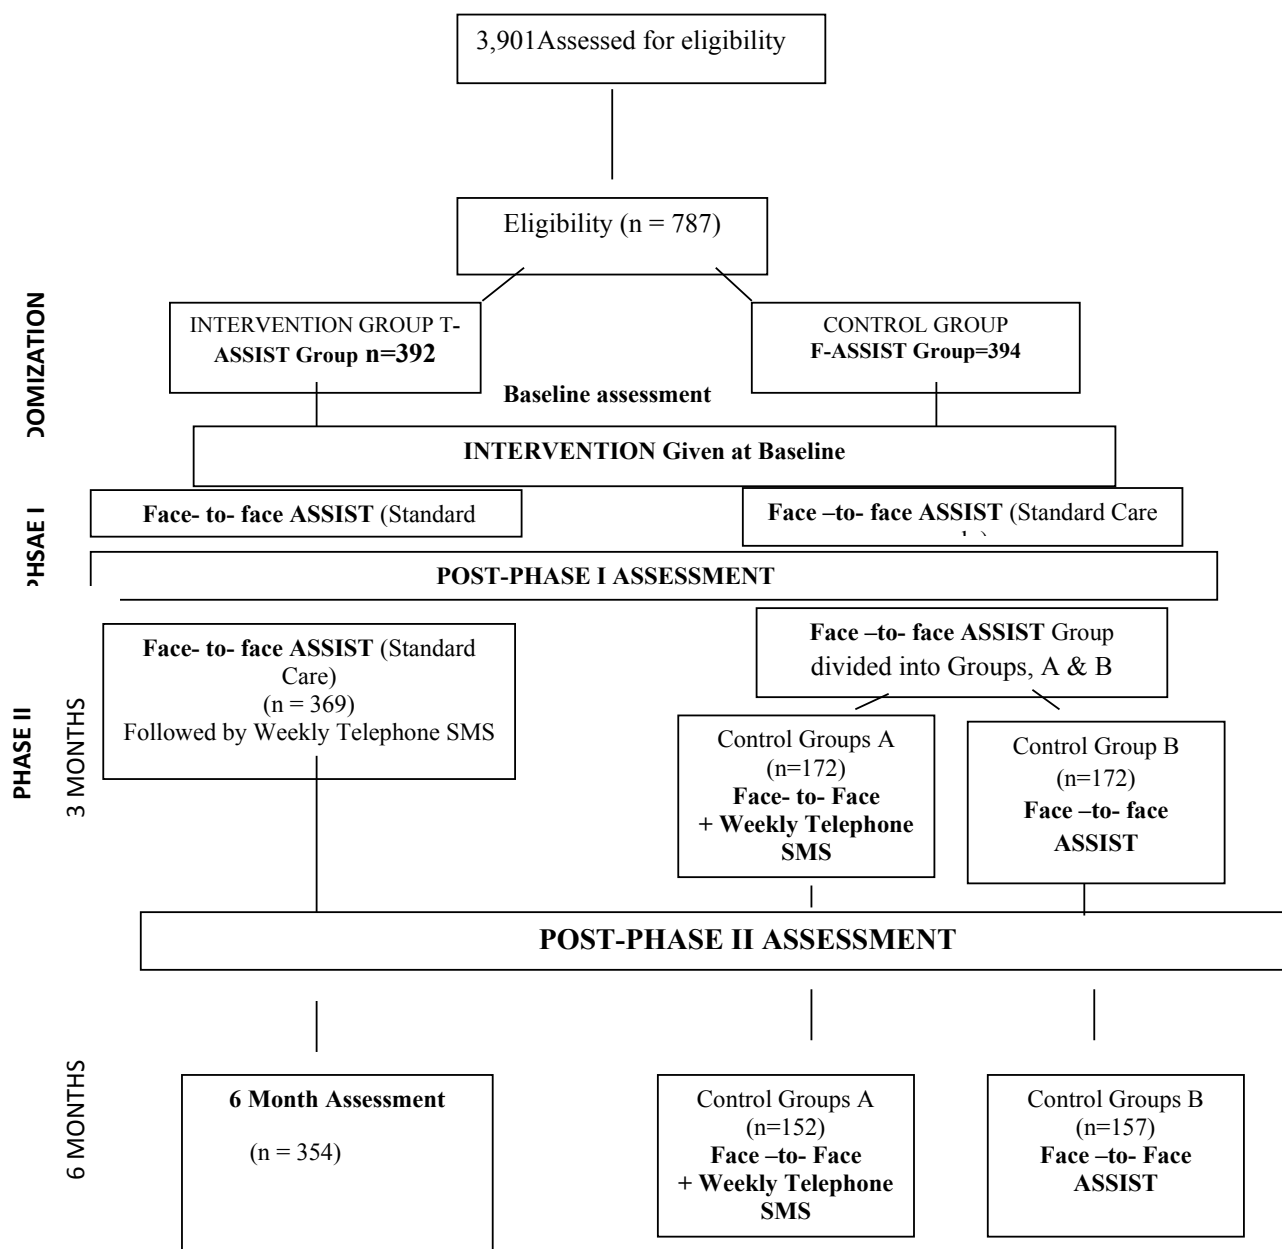 3,901Assessed for eligibility
Eligibility (n = 787)
DOMIZATION
INTERVENTION GROUP T-
ASSIST Group n=392
CONTROL GROUP
F-ASSIST Group=394
Baseline assessment
INTERVENTION Given at Baseline
PHSAE I
Face- to- face ASSIST (Standard
Face –to- face ASSIST (Standard Care
POST-PHASE I ASSESSMENT
PHASE II
3 MONTHS
Face- to- face ASSIST (Standard
Care)
(n = 369)
Followed by Weekly Telephone SMS
Face –to- face ASSIST Group
divided into Groups, A & B
Control Groups A
(n=172)
Face- to- Face
+ Weekly Telephone
SMS
Control Group B
(n=172)
Face –to- face
ASSIST
POST-PHASE II ASSESSMENT
6 MONTHS
6 Month Assessment
(n = 354)
Control Groups A
(n=152)
Face –to- Face
+ Weekly Telephone
SMS
Control Groups B
(n=157)
Face –to- Face
ASSIST